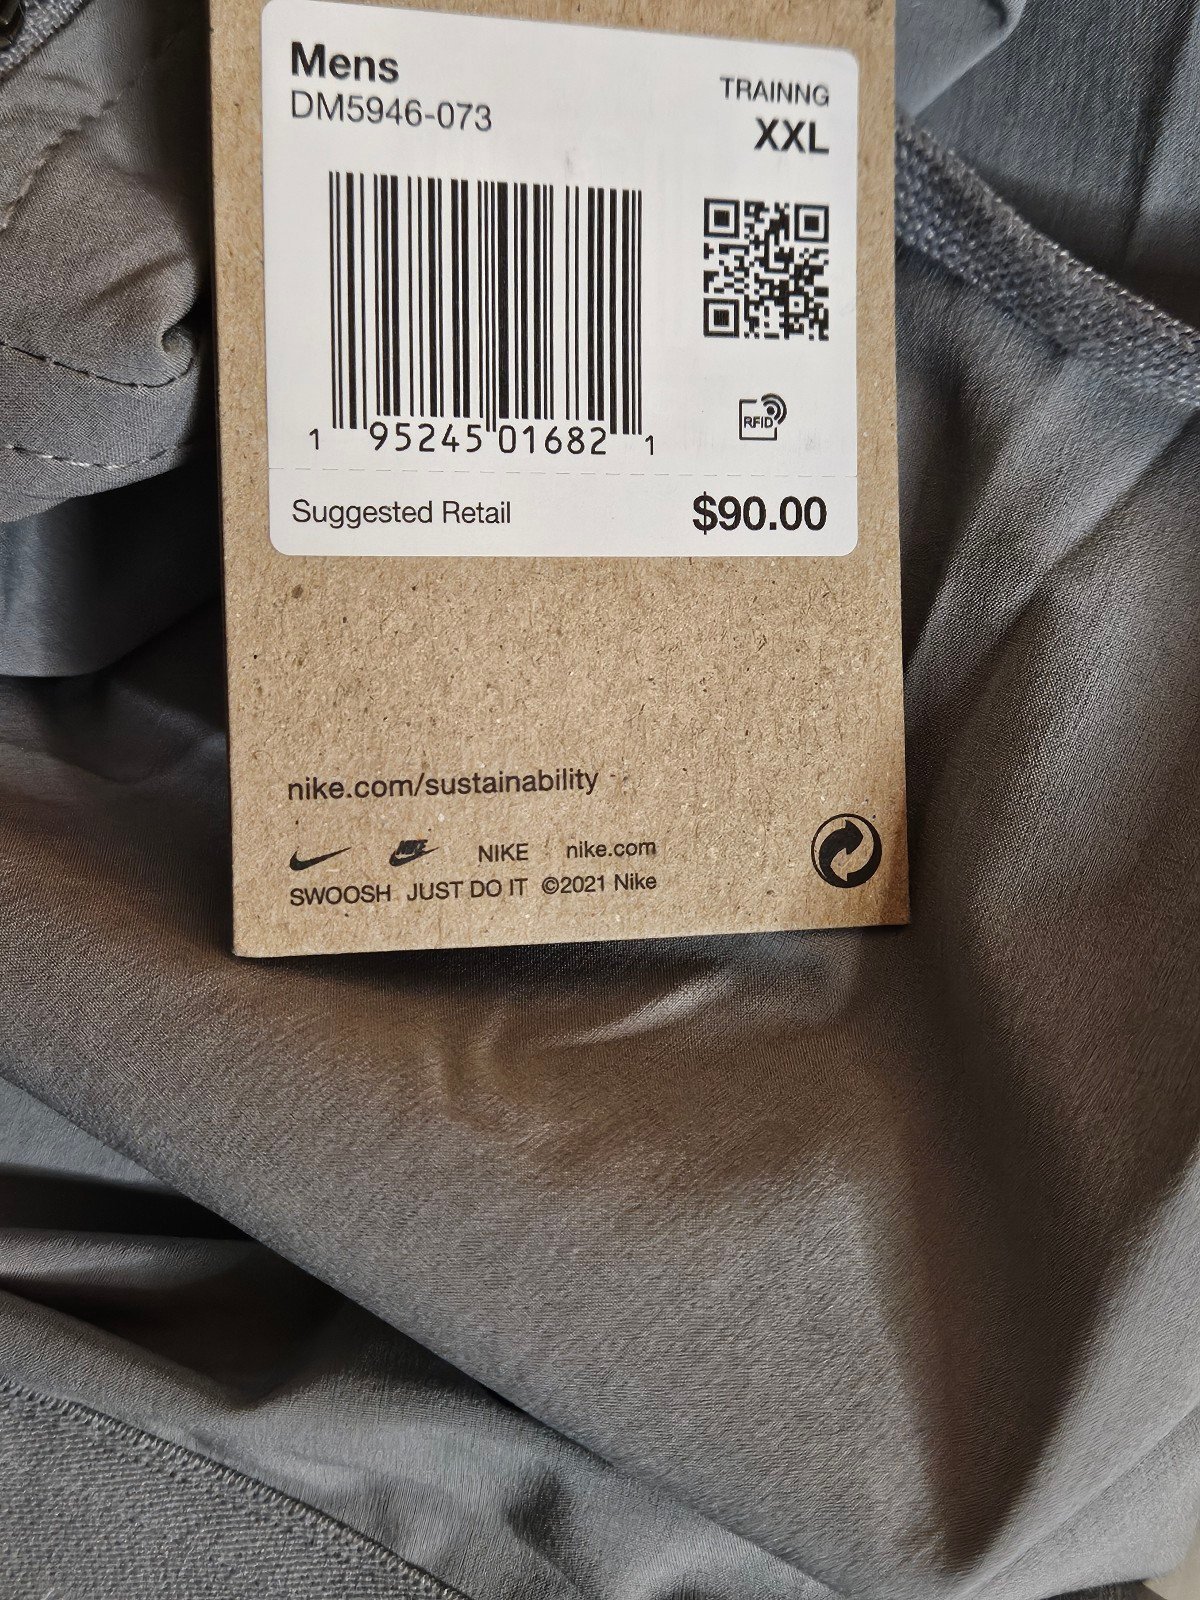 Mens
DM5946-073
TRAINNG
XXL
1 95245 01682 1
RFID
Suggested Retail $90.00
nike.com/sustainability
NIKE NIKE nike.com
SWOOSH JUST DO IT ©2021 Nike